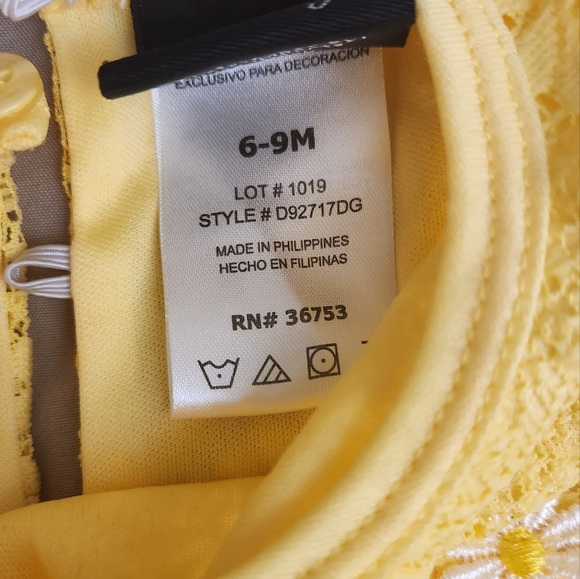 EXCLUSIVO PARA DECORACION
6-9M
LOT # 1019
STYLE # D92717DG
MADE IN PHILIPPINES
HECHO EN FILIPINAS
RN# 36753